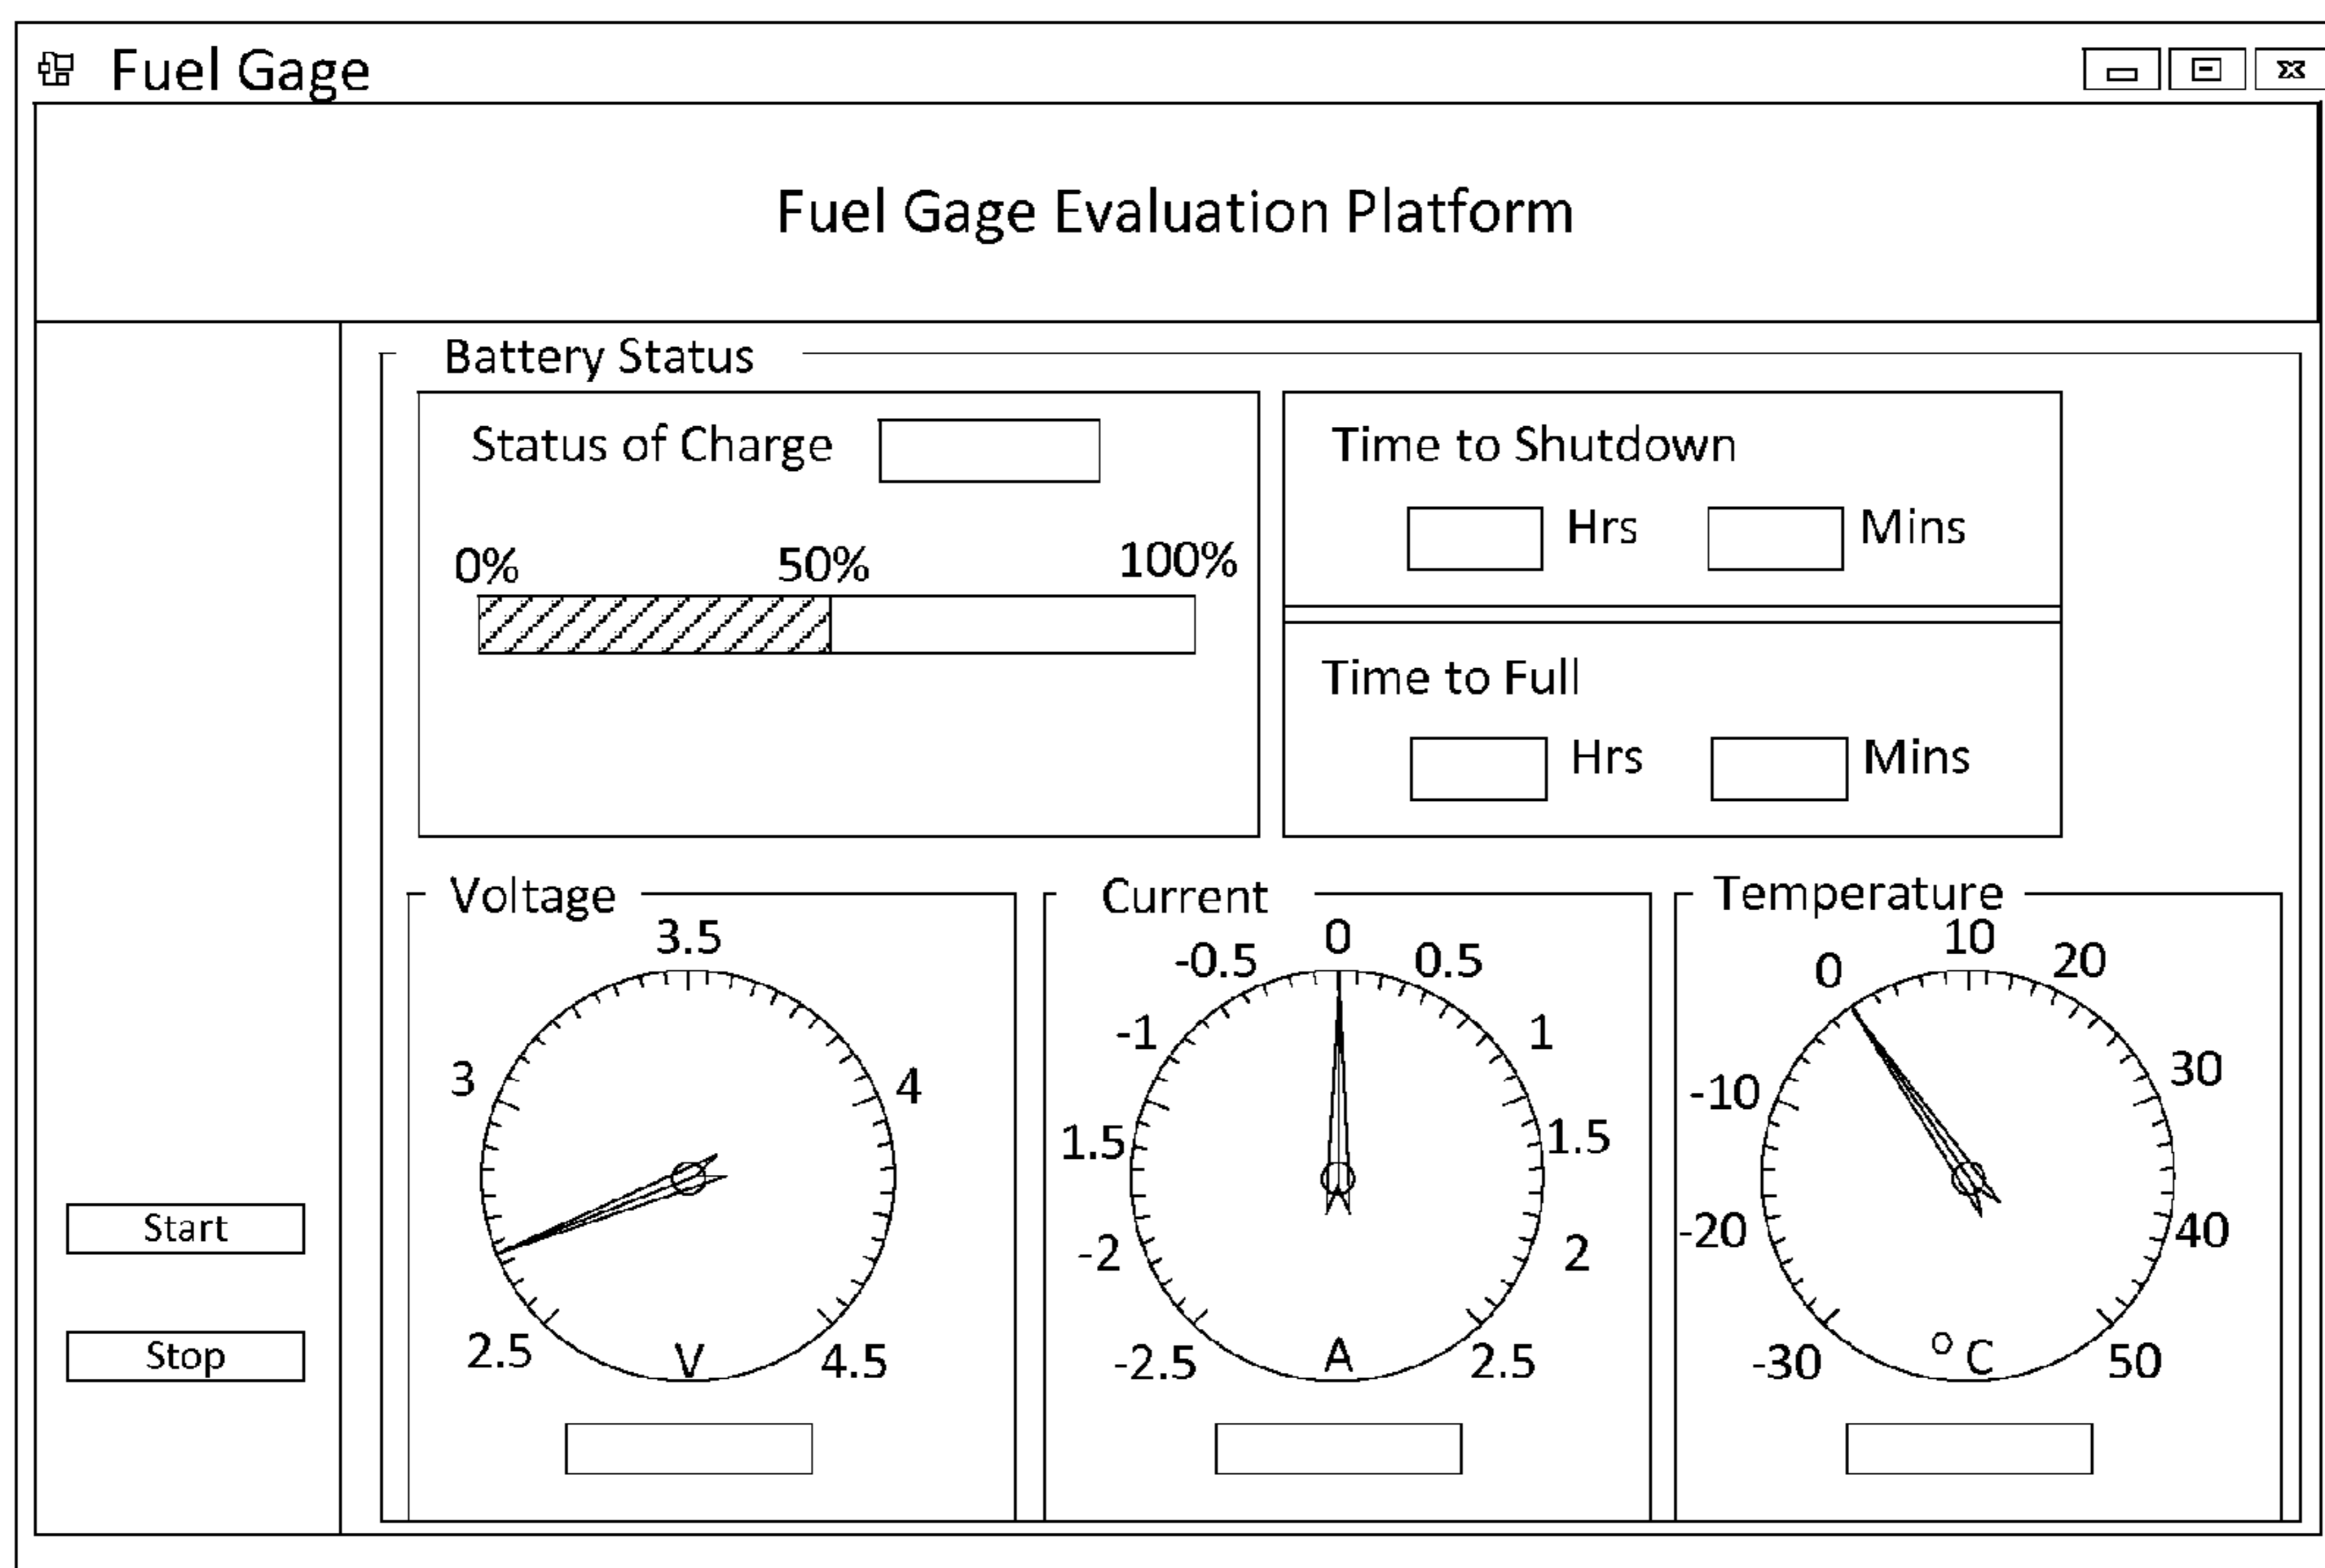 Fuel Gage
Fuel Gage Evaluation Platform
Battery Status
Status of Charge
0% 50% 100%
Time to Shutdown
Hrs Mins
Time to Full
Hrs Mins
Start
Stop
Voltage
3.5
3 4
2.5 V 4.5
Current
-0.5 0 0.5
-1 1
1.5 1.5
-2 2
-2.5 A 2.5
Temperature
0 10 20
-10 30
-20 40
-30 °C 50